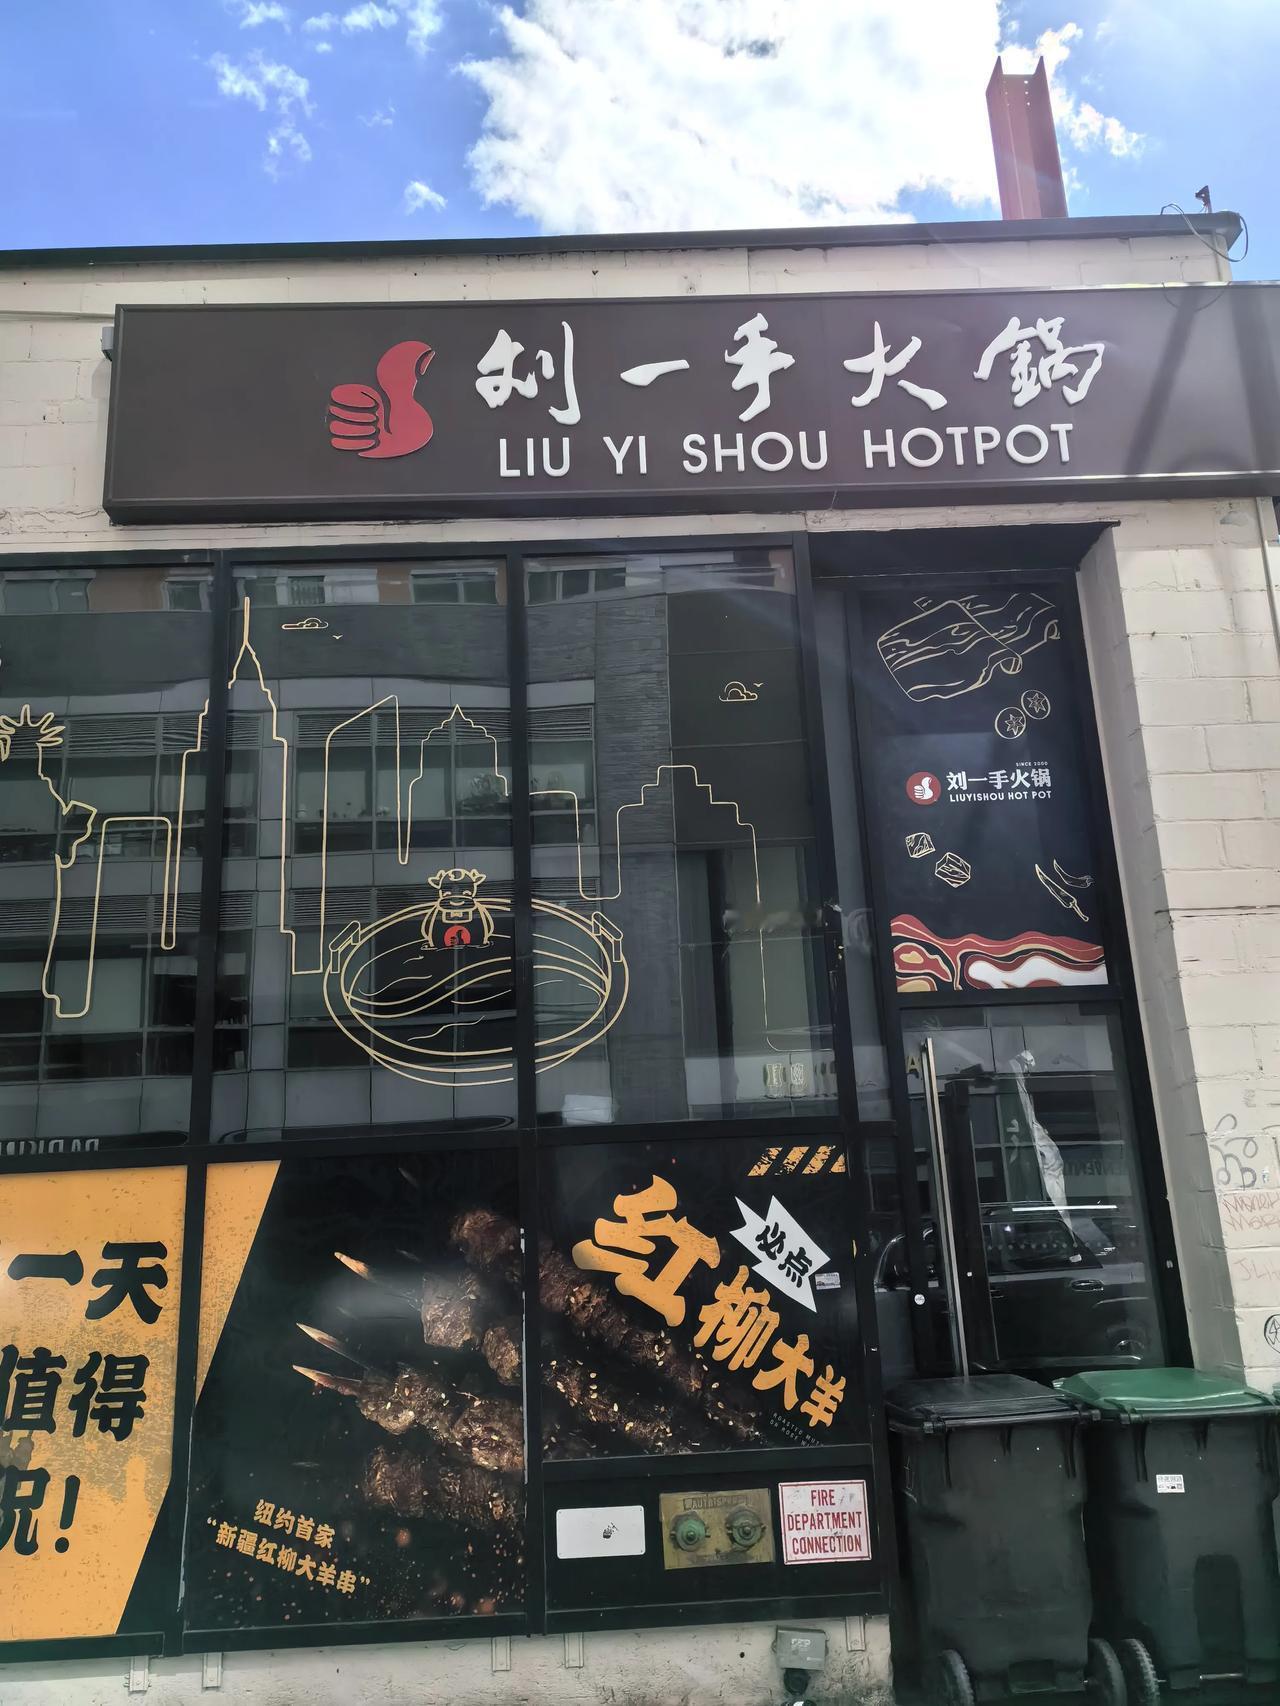 刘一手火鍋
LIU YI SHOU HOTPOT
SINCE 2000
刘一手火锅
LIUYISHOU HOT POT
一天
值得
祝!
必点
红柳大羊
ROASTED
纽约首家
“新疆红柳大羊串”
FIRE
DEPARTMENT
CONNECTION